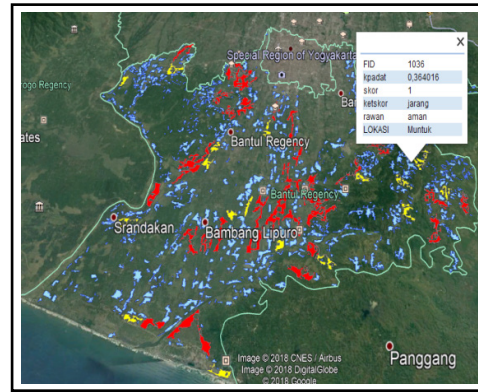 Special Region of Yogyakarta
ogo Regency
X
FID 1036
kpadat 0,364016
skor 1
ketskor jarang
rawan aman
LOKASI Muntuk
Ba
ates
Bantul Regency
Bantul Regency
Srandakan
Bambang Lipuro
Panggang
Image © 2018 CNES / Airbus
Image © 2018 DigitalGlobe
© 2018 Google